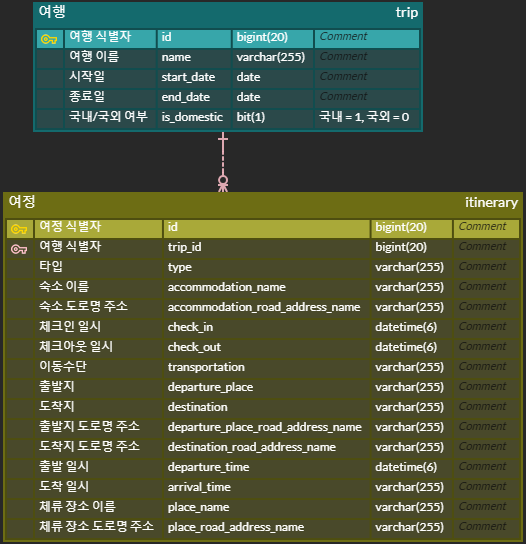 여행 trip
여행 식별자 id bigint(20) Comment
여행 이름 name varchar(255) Comment
시작일 start_date date Comment
종료일 end_date date Comment
국내/국외 여부 is_domestic bit(1) 국내 = 1, 국외 = 0
여정 itinerary
여정 식별자 id bigint(20) Comment
여행 식별자 trip_id bigint(20) Comment
타입 type varchar(255) Comment
숙소 이름 accommodation_name varchar(255) Comment
숙소 도로명 주소 accommodation_road_address_name varchar(255) Comment
체크인 일시 check_in datetime(6) Comment
체크아웃 일시 check_out datetime(6) Comment
이동수단 transportation varchar(255) Comment
출발지 departure_place varchar(255) Comment
도착지 destination varchar(255) Comment
출발지 도로명 주소 departure_place_road_address_name varchar(255) Comment
도착지 도로명 주소 destination_road_address_name varchar(255) Comment
출발 일시 departure_time datetime(6) Comment
도착 일시 arrival_time varchar(255) Comment
체류 장소 이름 place_name varchar(255) Comment
체류 장소 도로명 주소 place_road_address_name varchar(255) Comment